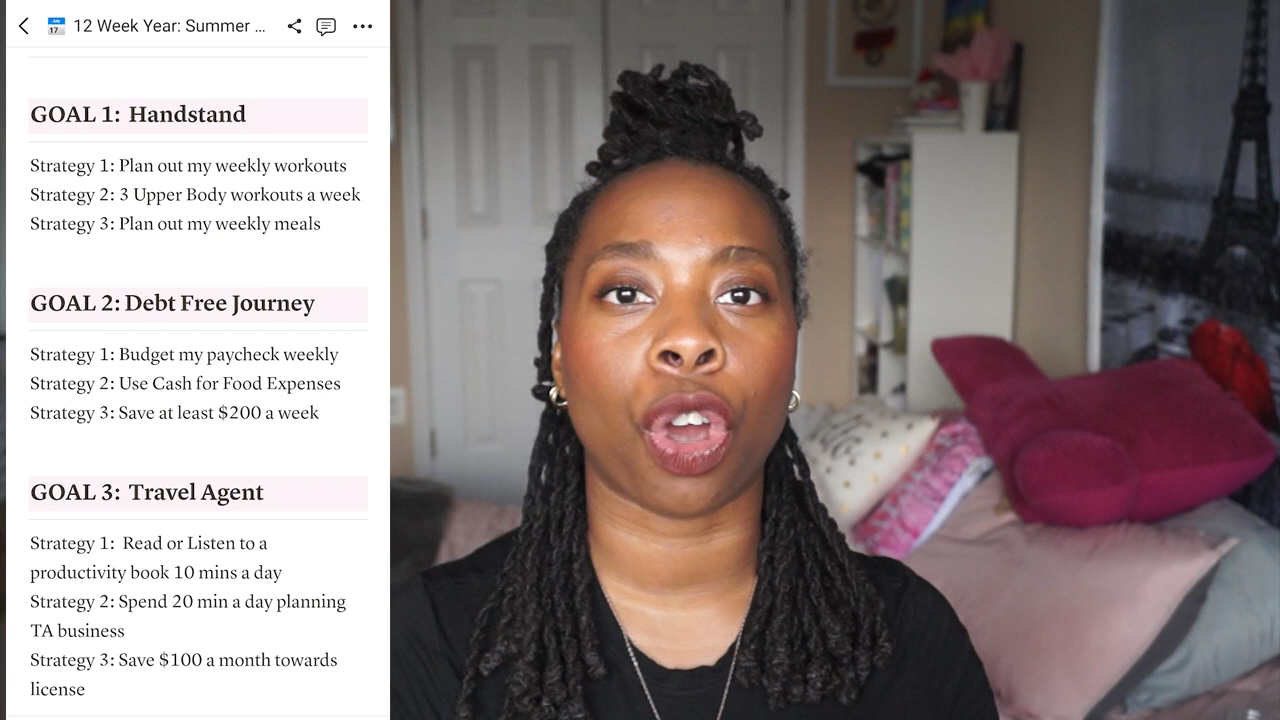 12 Week Year: Summer ...
GOAL 1: Handstand
Strategy 1: Plan out my weekly workouts
Strategy 2: 3 Upper Body workouts a week
Strategy 3: Plan out my weekly meals
GOAL 2: Debt Free Journey
Strategy 1: Budget my paycheck weekly
Strategy 2: Use Cash for Food Expenses
Strategy 3: Save at least $200 a week
GOAL 3: Travel Agent
Strategy 1: Read or Listen to a
productivity book 10 mins a day
Strategy 2: Spend 20 min a day planning
TA business
Strategy 3: Save $100 a month towards
license